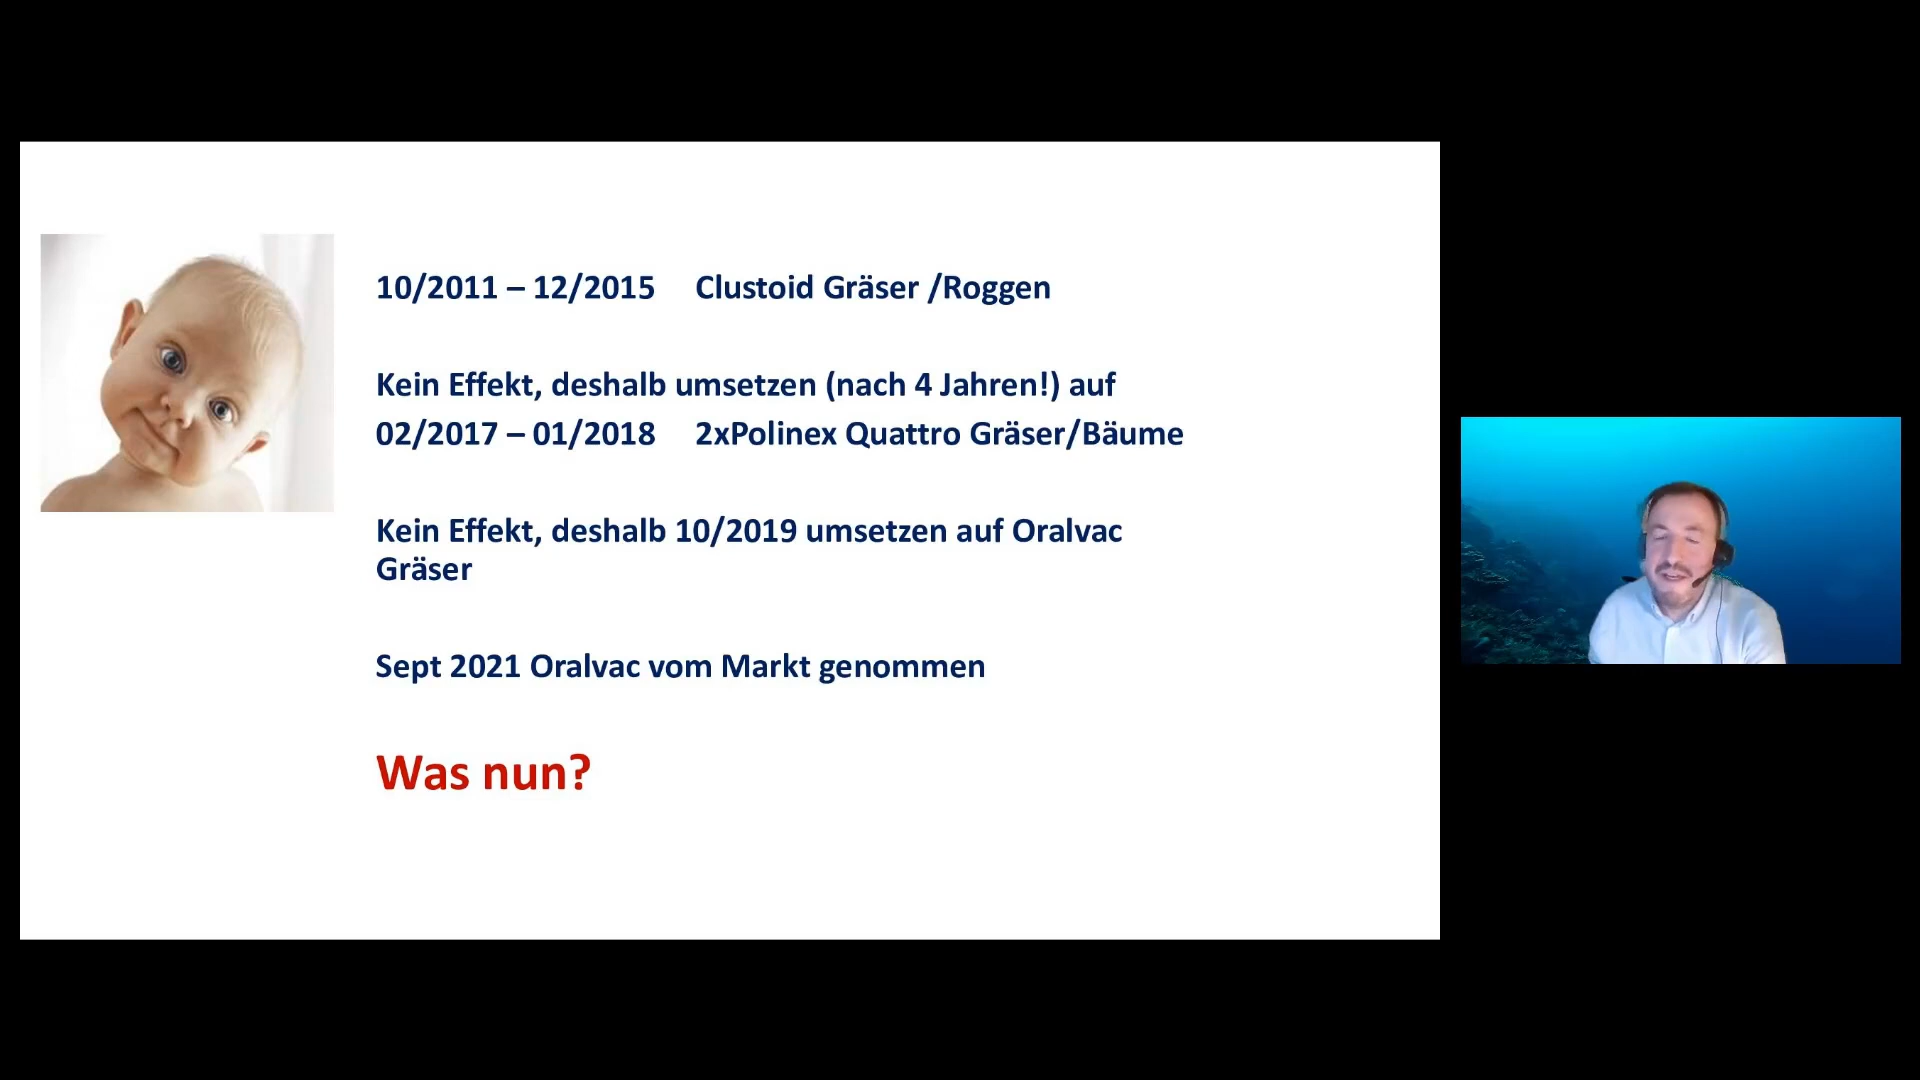 10/2011 – 12/2015 Clustoid Gräser /Roggen
Kein Effekt, deshalb umsetzen (nach 4 Jahren!) auf
02/2017 – 01/2018 2xPolinex Quattro Gräser/Bäume
Kein Effekt, deshalb 10/2019 umsetzen auf Oralvac
Gräser
Sept 2021 Oralvac vom Markt genommen
Was nun?